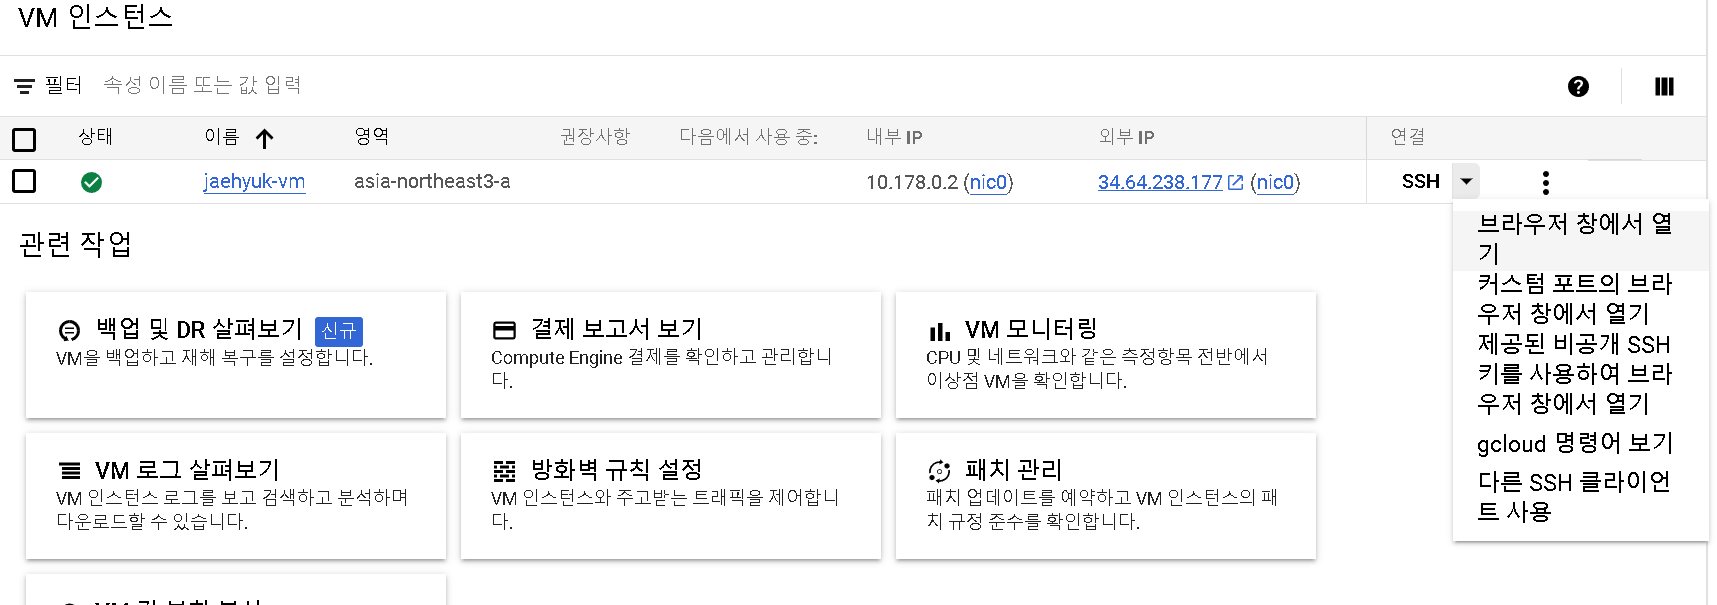 VM 인스턴스
필터 속성 이름 또는 값 입력
상태 이름 영역 권장사항 다음에서 사용 중: 내부 IP 외부 IP 연결
jaehyuk-vm asia-northeast3-a 10.178.0.2 (nic0) 34.64.238.177 (nic0) SSH
브라우저 창에서 열
기
커스텀 포트의 브라
우저 창에서 열기
제공된 비공개 SSH
키를 사용하여 브라
우저 창에서 열기
gcloud 명령어 보기
다른 SSH 클라이언
트 사용
관련 작업
백업 및 DR 살펴보기 신규
VM을 백업하고 재해 복구를 설정합니다.
결제 보고서 보기
Compute Engine 결제를 확인하고 관리합니
다.
VM 모니터링
CPU 및 네트워크와 같은 측정항목 전반에서
이상점 VM을 확인합니다.
VM 로그 살펴보기
VM 인스턴스 로그를 보고 검색하고 분석하며
다운로드할 수 있습니다.
방화벽 규칙 설정
VM 인스턴스와 주고받는 트래픽을 제어합니
다.
패치 관리
패치 업데이트를 예약하고 VM 인스턴스의 패
치 규정 준수를 확인합니다.